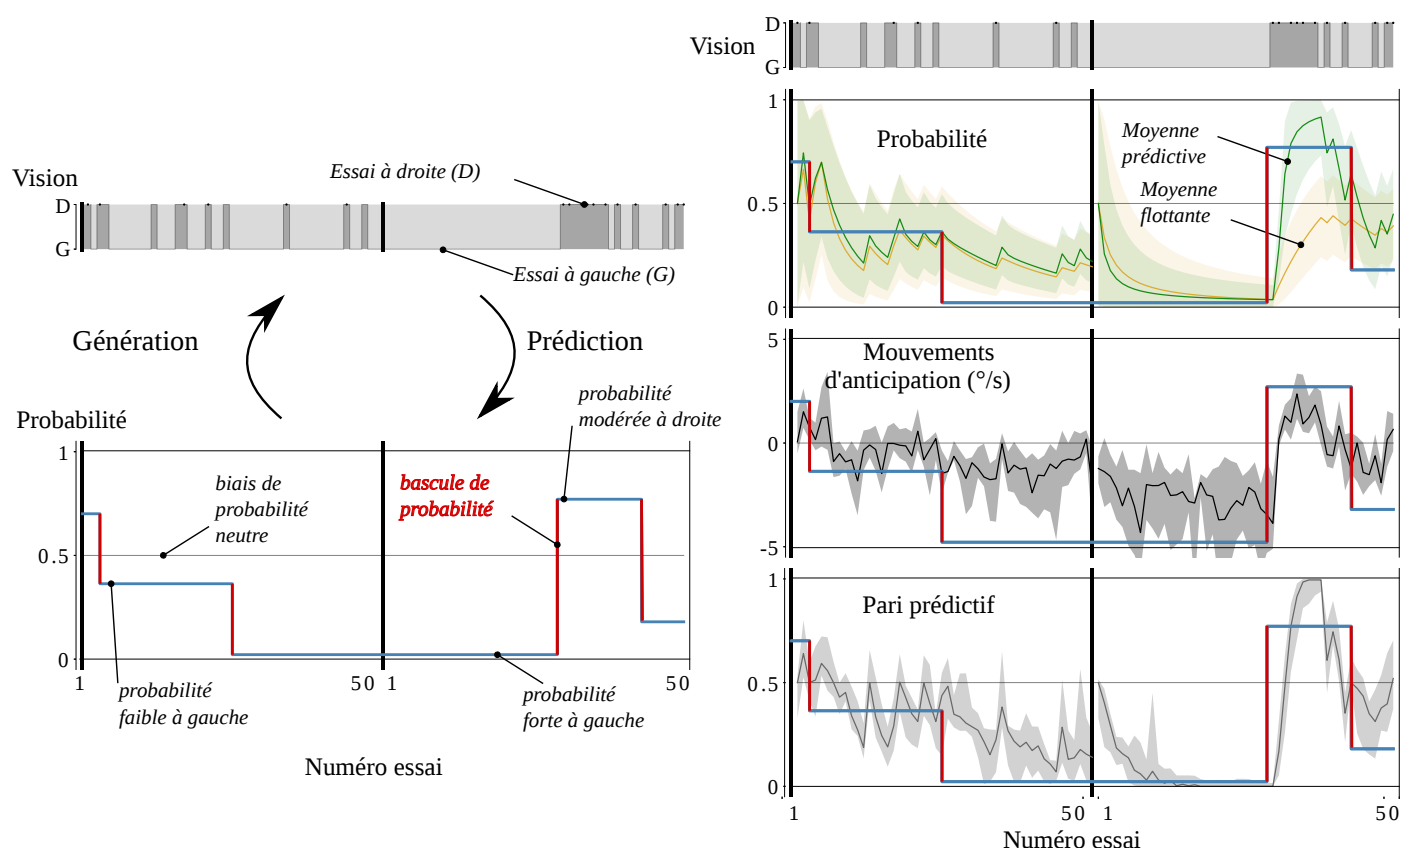 Vision
D
G
Essai à droite (D)
Essai à gauche (G)
Génération
Prédiction
Probabilité
1
0.5
0
biais de
probabilité
neutre
bascule de
probabilité
probabilité
modérée à droite
probabilité
faible à gauche
probabilité
forte à gauche
1
50
1
50
Numéro essai
Vision
D
G
1
0.5
0
Probabilité
Moyenne
prédictive
Moyenne
flottante
5
0
-5
Mouvements
d'anticipation (°/s)
1
0.5
0
Pari prédictif
1
50
1
50
Numéro essai